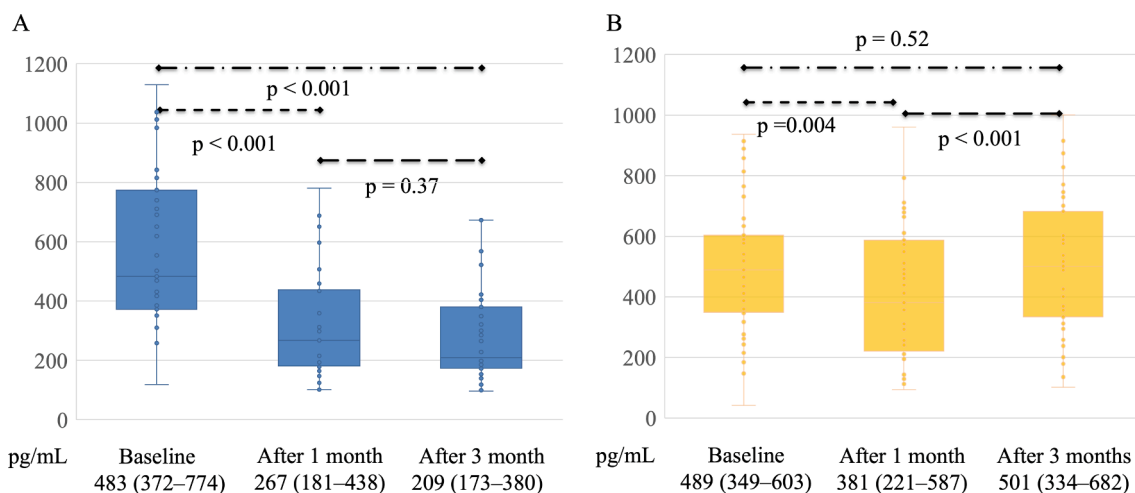 A
1200
1000
800
600
400
200
0
p < 0.001
p < 0.001
p = 0.37
pg/mL
Baseline
483 (372–774)
After 1 month
267 (181–438)
After 3 month
209 (173–380)
B
1200
1000
800
600
400
200
0
p = 0.52
p =0.004
p < 0.001
pg/mL
Baseline
489 (349–603)
After 1 month
381 (221–587)
After 3 months
501 (334–682)